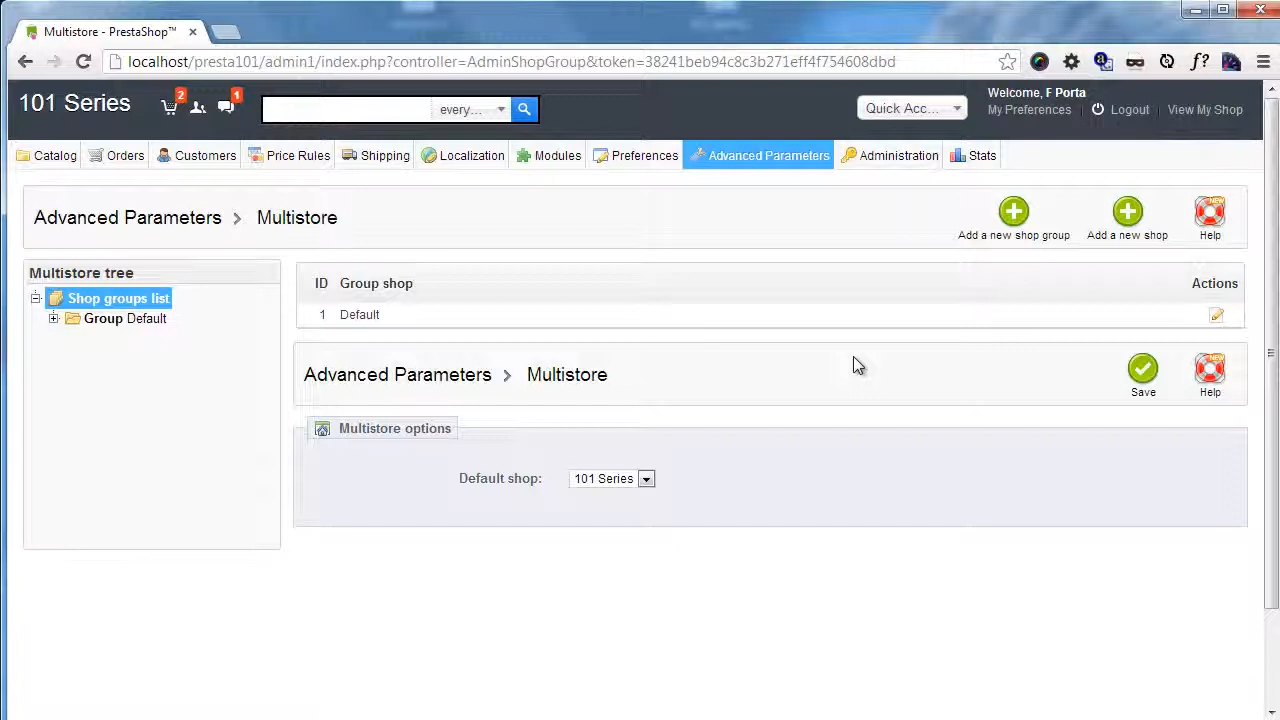 Multistore - PrestaShop™
localhost/presta101/admin1/index.php?controller=AdminShopGroup&token=38241beb94c8c3b271eff4f754608dbd
101 Series
2
1
every...
Quick Acc...
Welcome, F Porta
My Preferences
Logout
View My Shop
Catalog
Orders
Customers
Price Rules
Shipping
Localization
Modules
Preferences
Advanced Parameters
Administration
Stats
Advanced Parameters > Multistore
Add a new shop group
Add a new shop
Help
Multistore tree
Shop groups list
Group Default
ID Group shop Actions
1 Default
Advanced Parameters > Multistore
Save
Help
Multistore options
Default shop: 101 Series